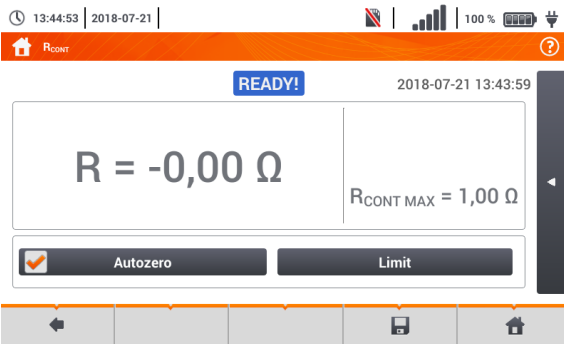 13:44:53 2018-07-21 100 %
RCONT
READY! 2018-07-21 13:43:59
R = -0,00 Ω
RCONT MAX = 1,00 Ω
Autozero Limit